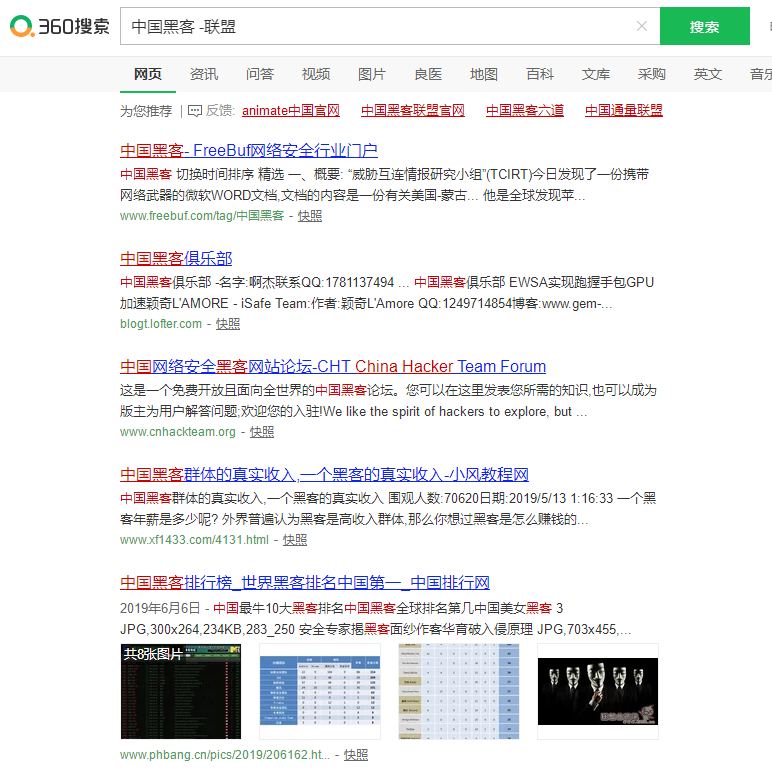 360搜索
中国黑客 -联盟
搜索
网页 资讯 问答 视频 图片 良医 地图 百科 文库 采购 英文 音乐
为您推荐 | 反馈: animate中国官网 中国黑客联盟官网 中国黑客六道 中国通量联盟
中国黑客- FreeBuf网络安全行业门户
中国黑客 切换时间排序 精选 一、概要: “威胁互连情报研究小组”(TCIRT)今日发现了一份携带
网络武器的微软WORD文档,文档的内容是一份有关美国-蒙古... 他是全球发现苹...
www.freebuf.com/tag/中国黑客 - 快照
中国黑客俱乐部
中国黑客俱乐部 -名字:啊杰联系QQ:1781137494 ... 中国黑客俱乐部 EWSA实现跑握手包GPU
加速颖奇L'AMORE - iSafe Team:作者:颖奇L'Amore QQ:1249714854博客:www.gem-...
blogt.lofter.com - 快照
中国网络安全黑客网站论坛-CHT China Hacker Team Forum
这是一个免费开放且面向全世界的中国黑客论坛。您可以在这里发表您所需的知识,也可以成为
版主为用户解答问题;欢迎您的入驻!We like the spirit of hackers to explore, but ...
www.cnhackteam.org - 快照
中国黑客群体的真实收入,一个黑客的真实收入-小风教程网
中国黑客群体的真实收入,一个黑客的真实收入 围观人数:70620日期:2019/5/13 1:16:33 一个黑
客年薪是多少呢? 外界普遍认为黑客是高收入群体,那么你想过黑客是怎么赚钱的...
www.xf1433.com/4131.html - 快照
中国黑客排行榜_世界黑客排名中国第一_中国排行网
2019年6月6日 - 中国最牛10大黑客排名中国黑客全球排名第几中国美女黑客 3
JPG,300x264,234KB,283_250 安全专家揭黑客面纱作客华育破入侵原理 JPG,703x455,...
共8张图片
www.phbang.cn/pics/2019/206162.ht... - 快照